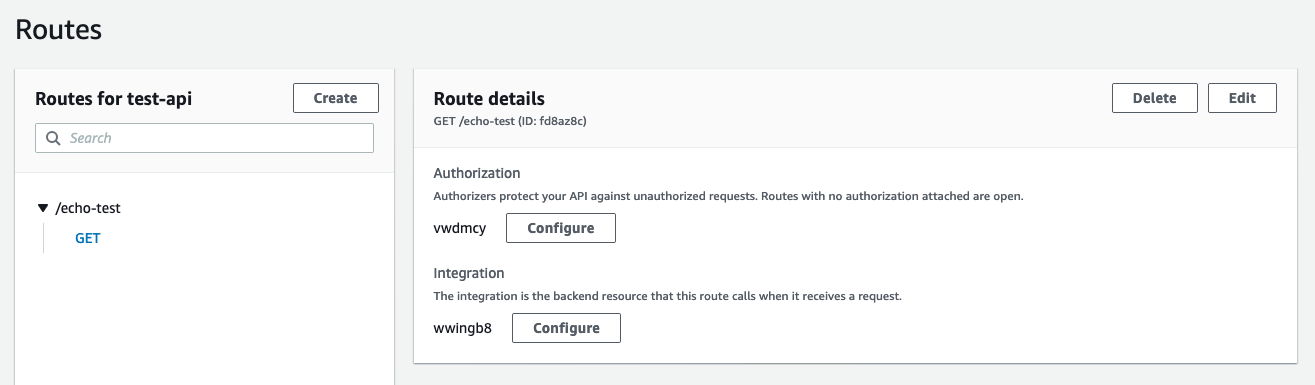 Routes
Routes for test-api
Create
Search
/echo-test
GET
Route details
Delete
Edit
GET /echo-test (ID: fd8az8c)
Authorization
Authorizers protect your API against unauthorized requests. Routes with no authorization attached are open.
vwdmcy
Configure
Integration
The integration is the backend resource that this route calls when it receives a request.
wwingb8
Configure